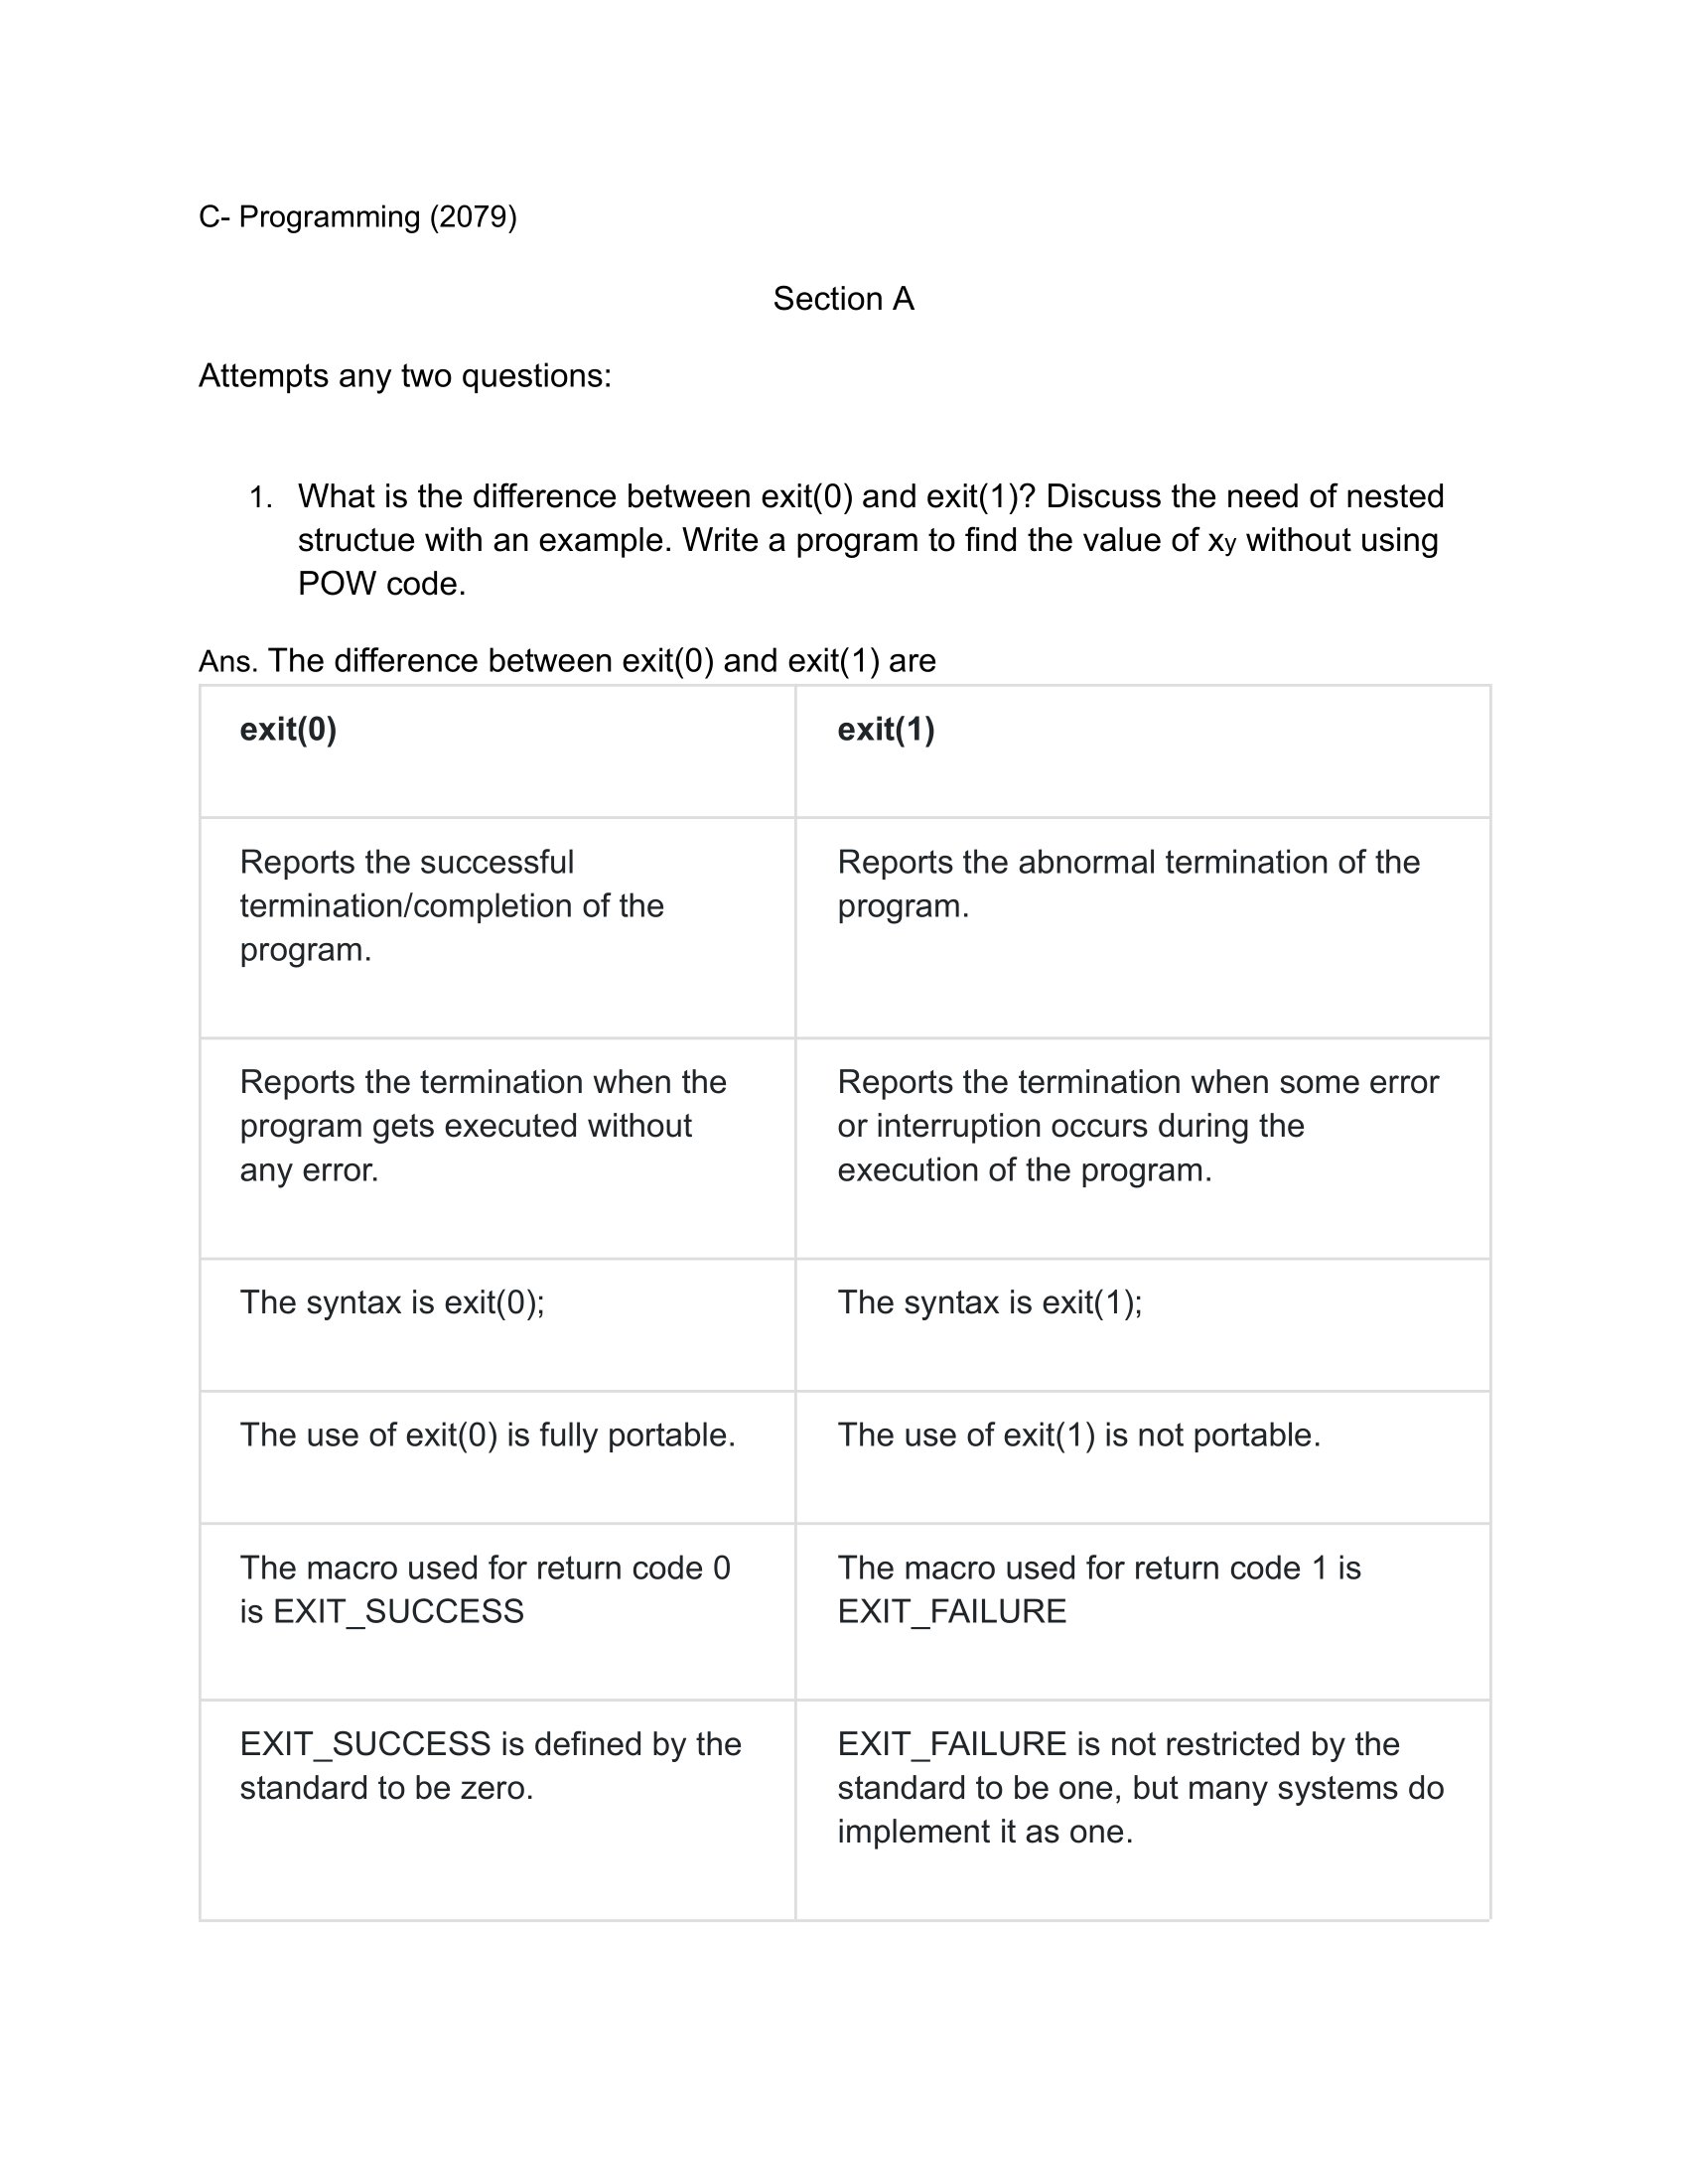 C- Programming (2079)
Section A
Attempts any two questions:
1. What is the difference between exit(0) and exit(1)? Discuss the need of nested
structue with an example. Write a program to find the value of xy without using
POW code.
Ans. The difference between exit(0) and exit(1) are
exit(0)
exit(1)
Reports the successful
termination/completion of the
program.
Reports the abnormal termination of the
program.
Reports the termination when the
program gets executed without
any error.
Reports the termination when some error
or interruption occurs during the
execution of the program.
The syntax is exit(0);
The syntax is exit(1);
The use of exit(0) is fully portable.
The use of exit(1) is not portable.
The macro used for return code 0
is EXIT_SUCCESS
The macro used for return code 1 is
EXIT_FAILURE
EXIT_SUCCESS is defined by the
standard to be zero.
EXIT_FAILURE is not restricted by the
standard to be one, but many systems do
implement it as one.